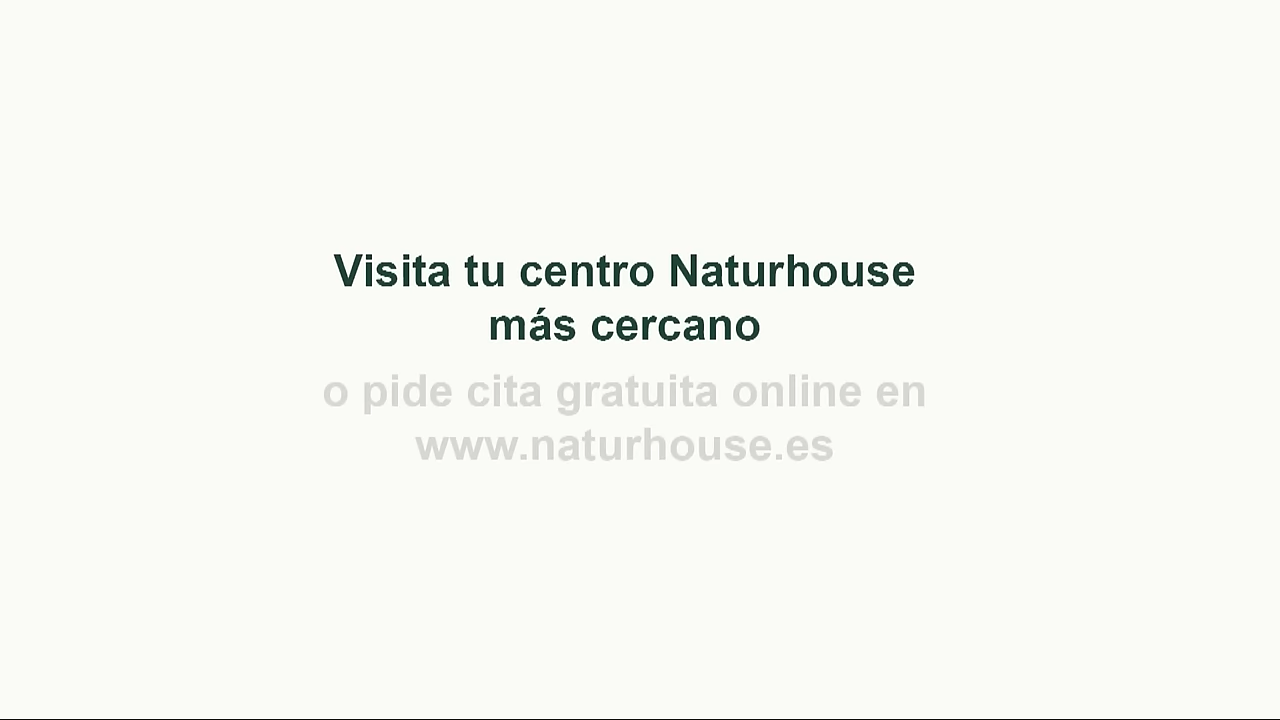 Visita tu centro Naturhouse
más cercano
o pide cita gratuita online en
www.naturhouse.es